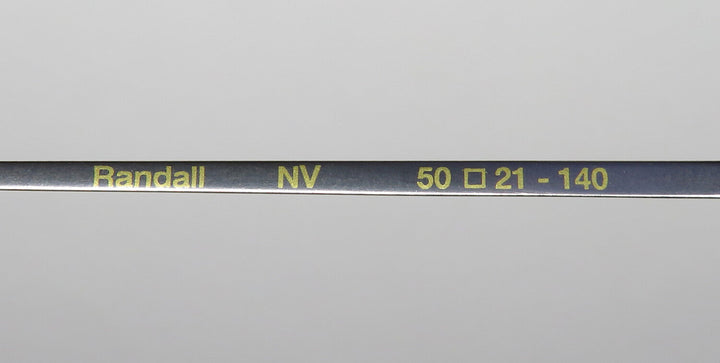 Randall NV 50 □ 21 - 140